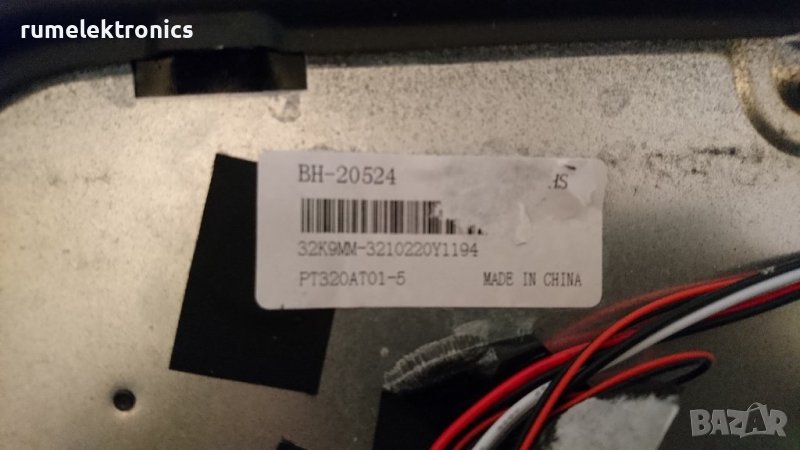 rumelektronics
BH-20524
32K9MM-3210220Y1194
PT320AT01-5 MADE IN CHINA
BAZAR